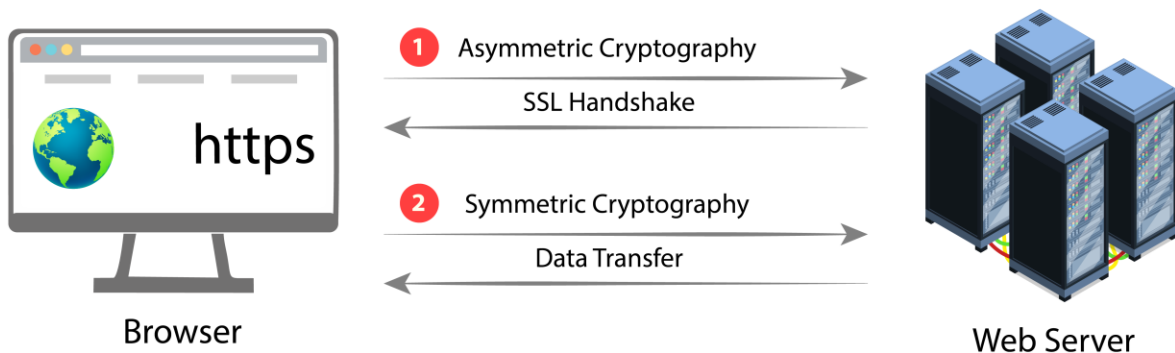 1 Asymmetric Cryptography
SSL Handshake
https
2 Symmetric Cryptography
Data Transfer
Browser
Web Server